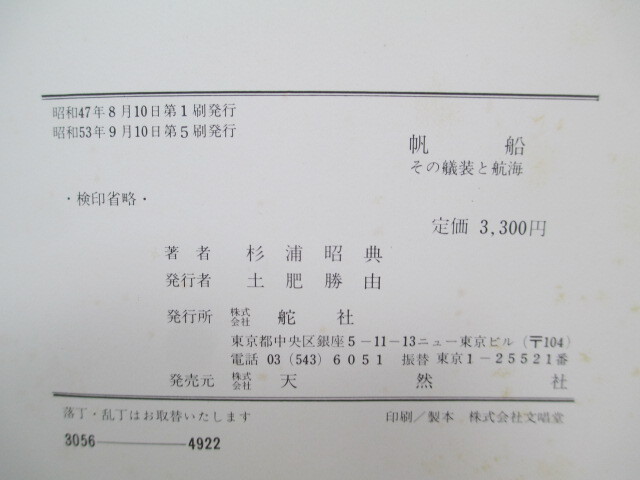 昭和47年8月10日第1刷発行
昭和53年9月10日第5刷発行
帆船
その艤装と航海
・検印省略・
定価 3,300円
著者 杉浦昭典
発行者 土肥勝由
発行所 株式会社 舵社
東京都中央区銀座5-11-13ニュー東京ビル(〒104)
電話 03(543)6051 振替 東京1-25521番
発売元 株式会社 天然社
落丁・乱丁はお取替いたします
印刷/製本 株式会社文唱堂
3056——4922